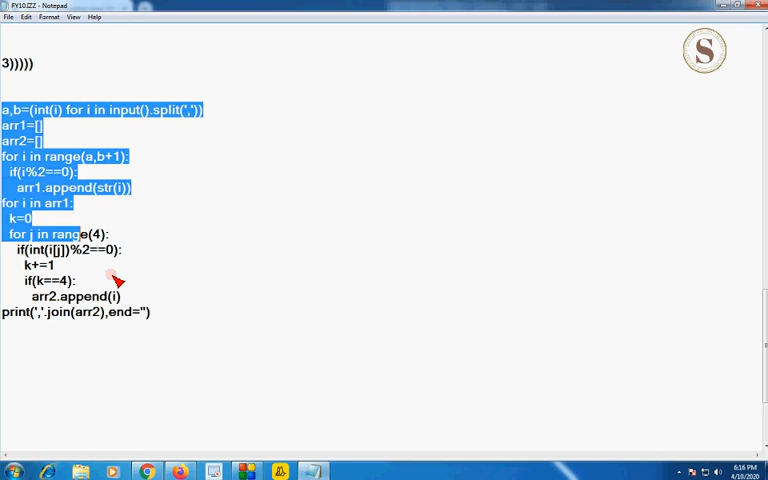 PY10.IZZ - Notepad
File Edit Format View Help
3)))))
a,b=(int(i) for i in input().split(','))
arr1=[]
arr2=[]
for i in range(a,b+1):
if(i%2==0):
arr1.append(str(i))
for i in arr1:
k=0
for j in range(4):
if(int(i[j])%2==0):
k+=1
if(k==4):
arr2.append(i)
print(','.join(arr2),end='')
S
6:16 PM
4/10/2020